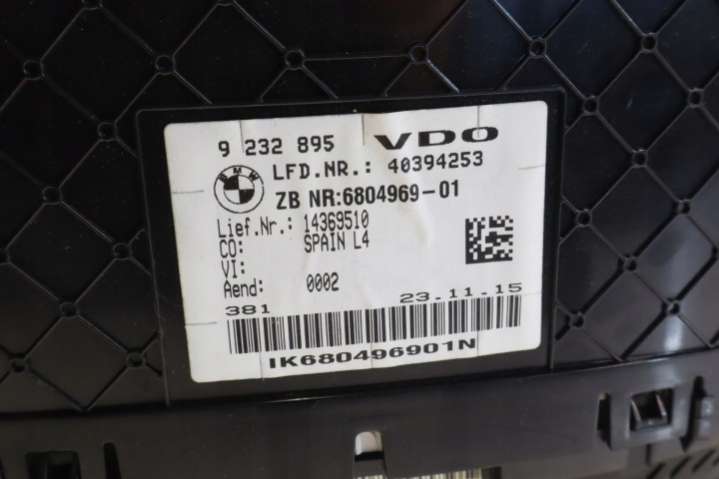 9 232 895 VDO
BMW LFD.NR.: 40394253
ZB NR:6804969-01
Lief.Nr.: 14369510
CO: SPAIN L4
VI:
Aend: 0002
381 23.11.15
IK680496901N